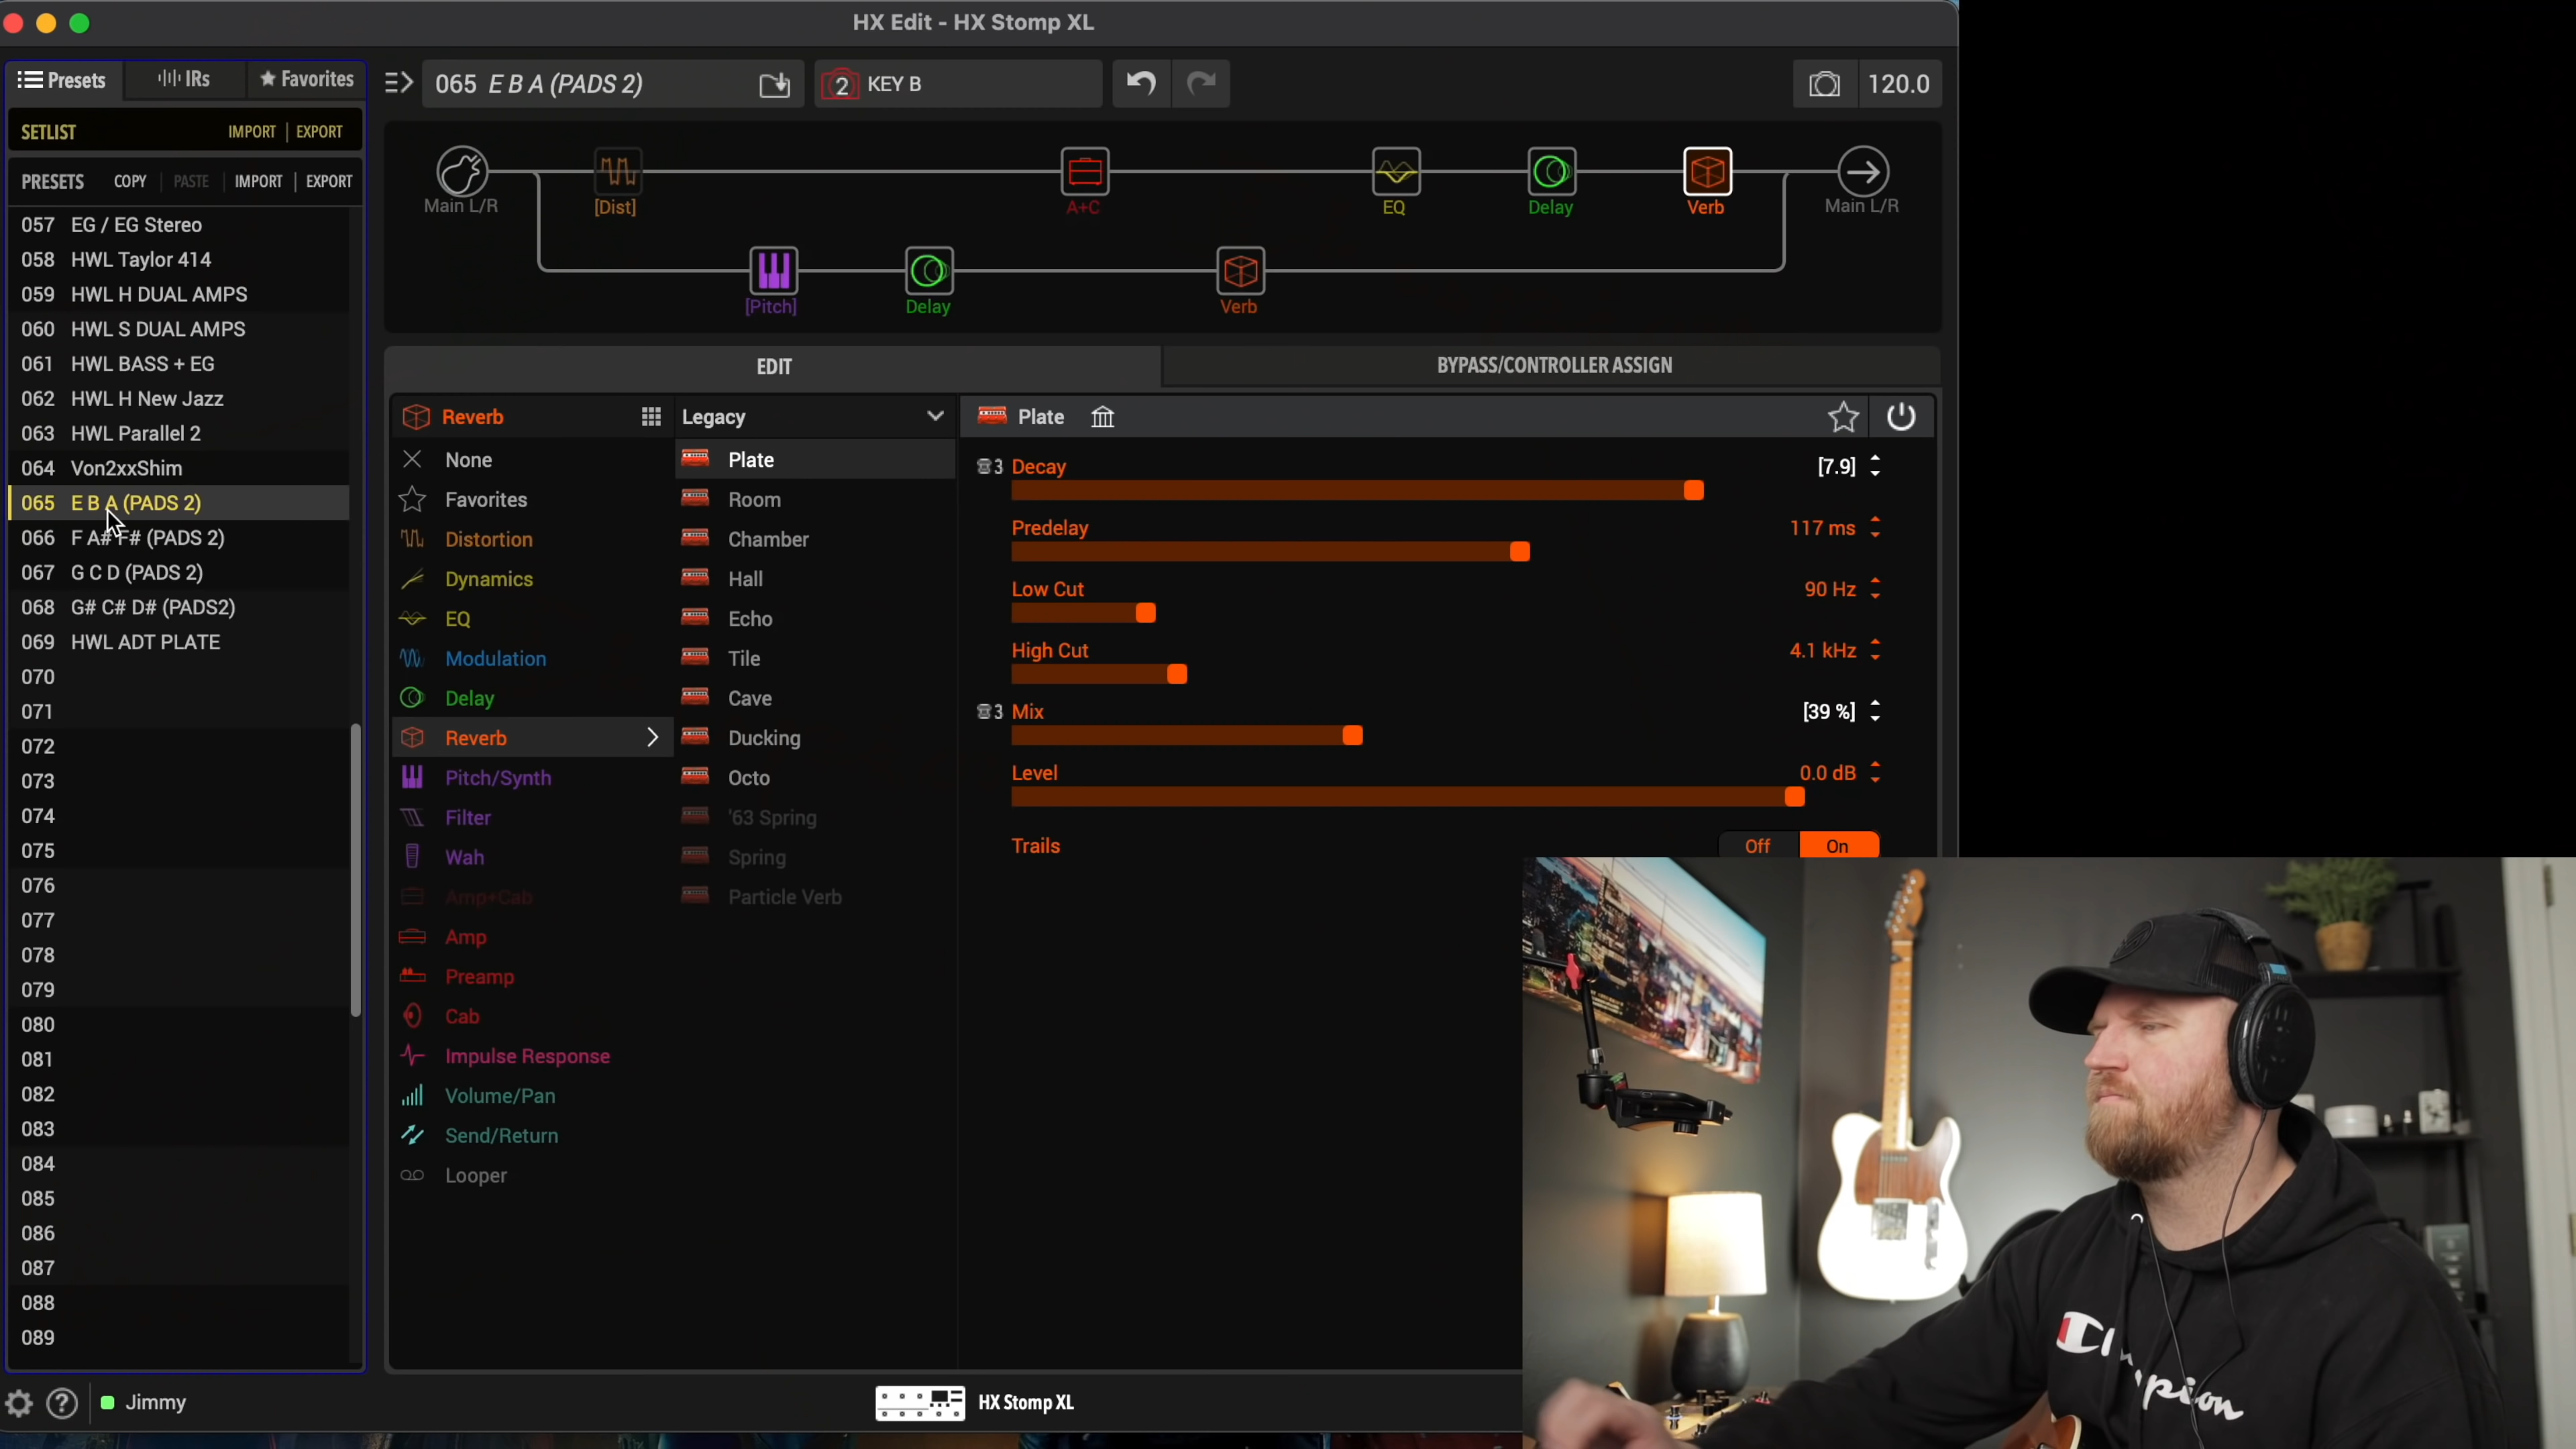 HX Edit - HX Stomp XL
Presets
IRs
Favorites
065 E B A (PADS 2)
2 KEY B
120.0
SETLIST IMPORT | EXPORT
PRESETS COPY | PASTE | IMPORT | EXPORT
057 EG / EG Stereo
058 HWL Taylor 414
059 HWL H DUAL AMPS
060 HWL S DUAL AMPS
061 HWL BASS + EG
062 HWL H New Jazz
063 HWL Parallel 2
064 Von2xxShim
065 E B A (PADS 2)
066 F A# F# (PADS 2)
067 G C D (PADS 2)
068 G# C# D# (PADS2)
069 HWL ADT PLATE
070
071
072
073
074
075
076
077
078
079
080
081
082
083
084
085
086
087
088
089
Main L/R
[Dist]
A+C
EQ
Delay
Verb
Main L/R
[Pitch]
Delay
Verb
EDIT
BYPASS/CONTROLLER ASSIGN
Reverb
None
Favorites
Distortion
Dynamics
EQ
Modulation
Delay
Reverb
Pitch/Synth
Filter
Wah
Amp+Cab
Amp
Preamp
Cab
Impulse Response
Volume/Pan
Send/Return
Looper
Legacy
Plate
Room
Chamber
Hall
Echo
Tile
Cave
Ducking
Octo
'63 Spring
Spring
Particle Verb
Plate
3 Decay [7.9]
Predelay 117 ms
Low Cut 90 Hz
High Cut 4.1 kHz
3 Mix [39 %]
Level 0.0 dB
Trails Off On
Jimmy
HX Stomp XL
Champion